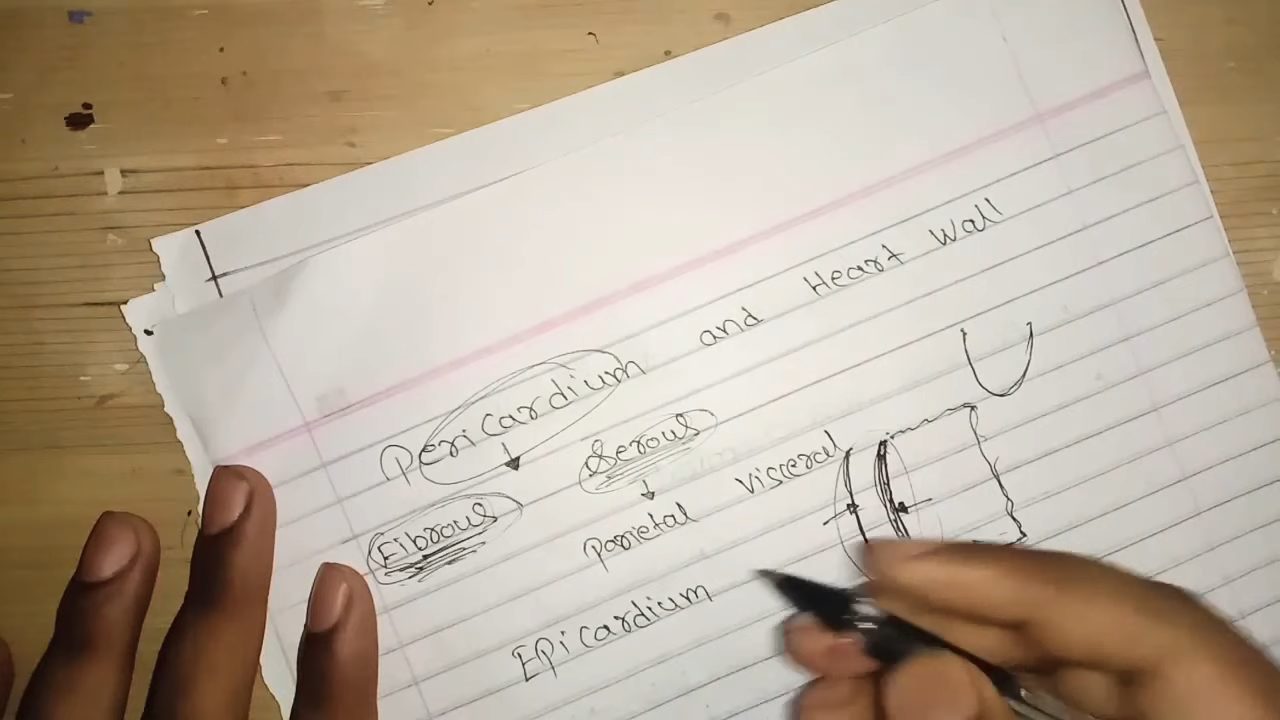 Pericardium and Heart Wall
Fibrous Serous
Parietal Visceral
Epicardium